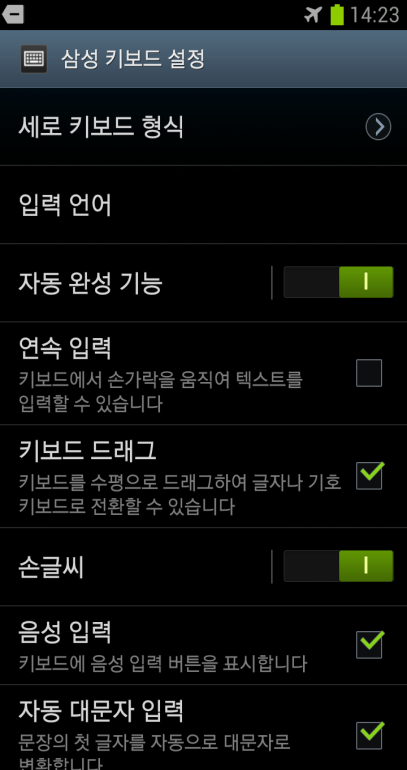 14:23
삼성 키보드 설정
세로 키보드 형식
입력 언어
자동 완성 기능
연속 입력
키보드에서 손가락을 움직여 텍스트를
입력할 수 있습니다
키보드 드래그
키보드를 수평으로 드래그하여 글자나 기호
키보드로 전환할 수 있습니다
손글씨
음성 입력
키보드에 음성 입력 버튼을 표시합니다
자동 대문자 입력
문장의 첫 글자를 자동으로 대문자로
변환합니다